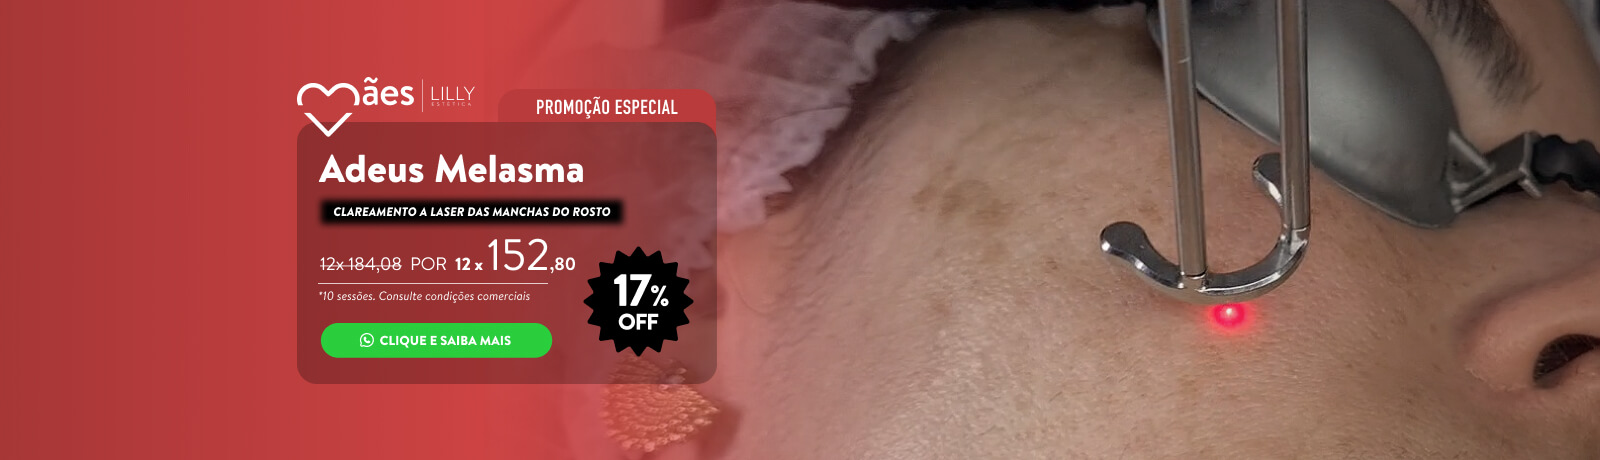 ães | LILLY
ESTÉTICA
PROMOÇÃO ESPECIAL
Adeus Melasma
CLAREAMENTO A LASER DAS MANCHAS DO ROSTO
12x 184,08 POR 12 x 152,80
*10 sessões. Consulte condições comerciais
17%
OFF
CLIQUE E SAIBA MAIS